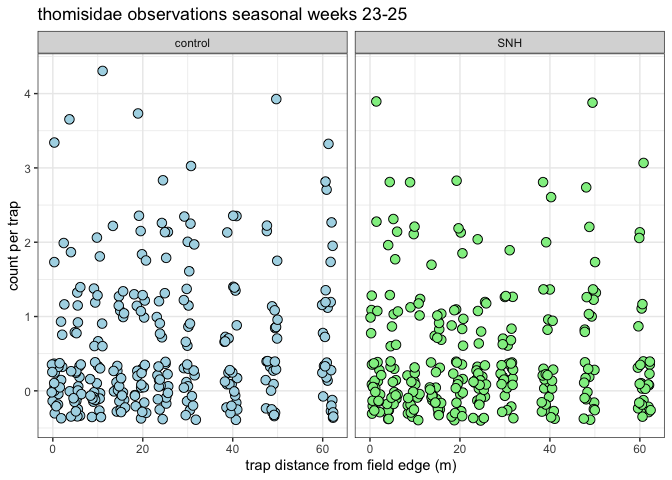 thomisidae observations seasonal weeks 23-25
control
SNH
count per trap
4
3
2
1
0
0
20
40
60
0
20
40
60
trap distance from field edge (m)